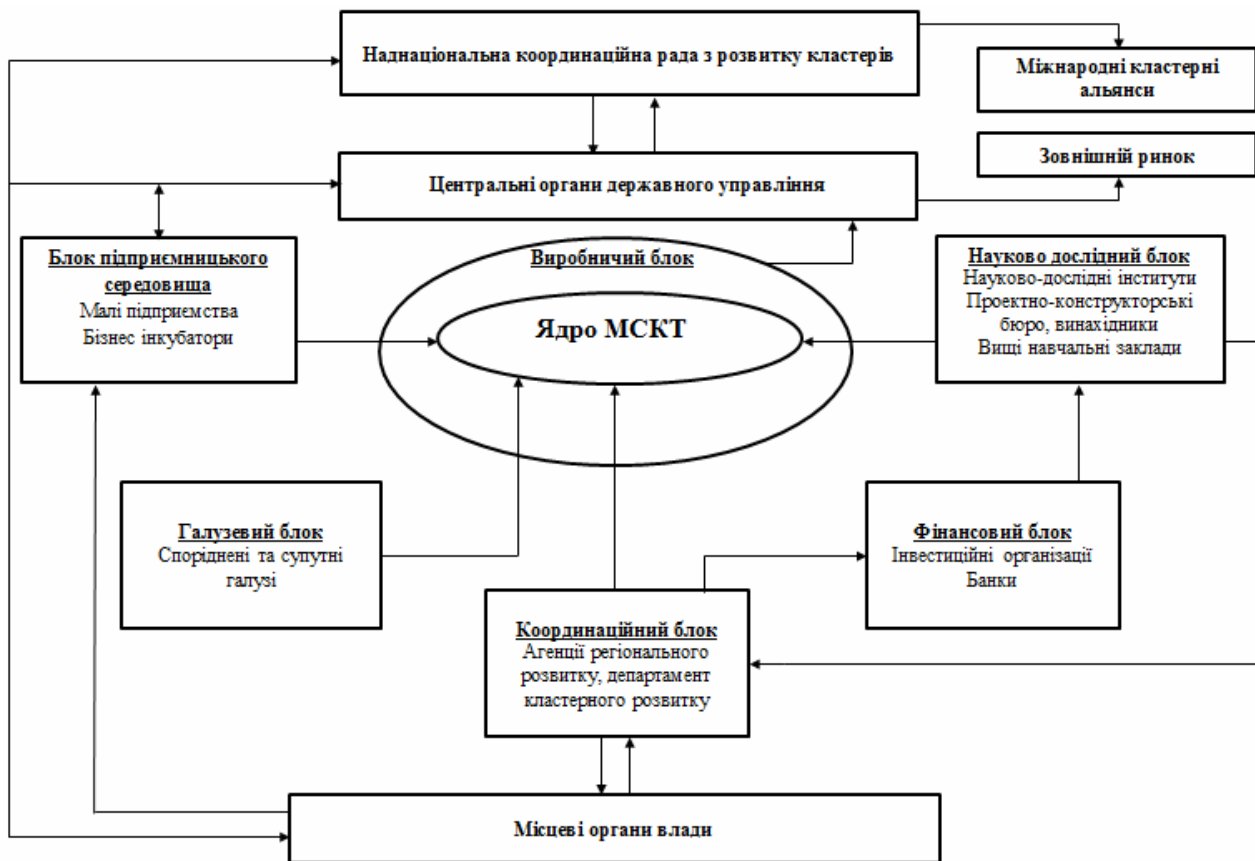 Наднаціональна координаційна рада з розвитку кластерів
Міжнародні кластерні
альянси
Зовнішній ринок
Центральні органи державного управління
Блок підприємницького
середовища
Малі підприємства
Бізнес інкубатори
Виробничий блок
Ядро МСКТ
Науково дослідний блок
Науково-дослідні інститути
Проектно-конструкторські
бюро, винахідники
Вищі навчальні заклади
Галузевий блок
Споріднені та супутні
галузі
Фінансовий блок
Інвестиційні організації
Банки
Координаційний блок
Агенції регіонального
розвитку, департамент
кластерного розвитку
Місцеві органи влади